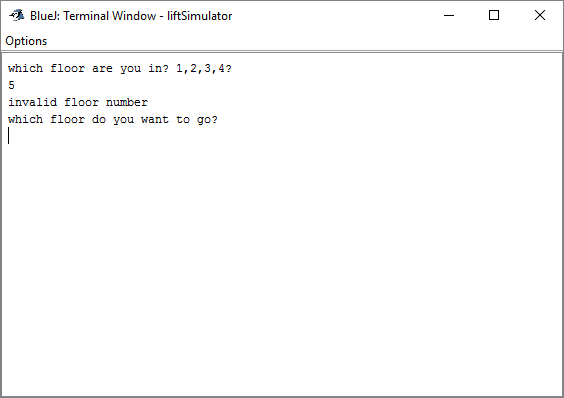 BlueJ: Terminal Window - liftSimulator
Options
which floor are you in? 1,2,3,4?
5
invalid floor number
which floor do you want to go?